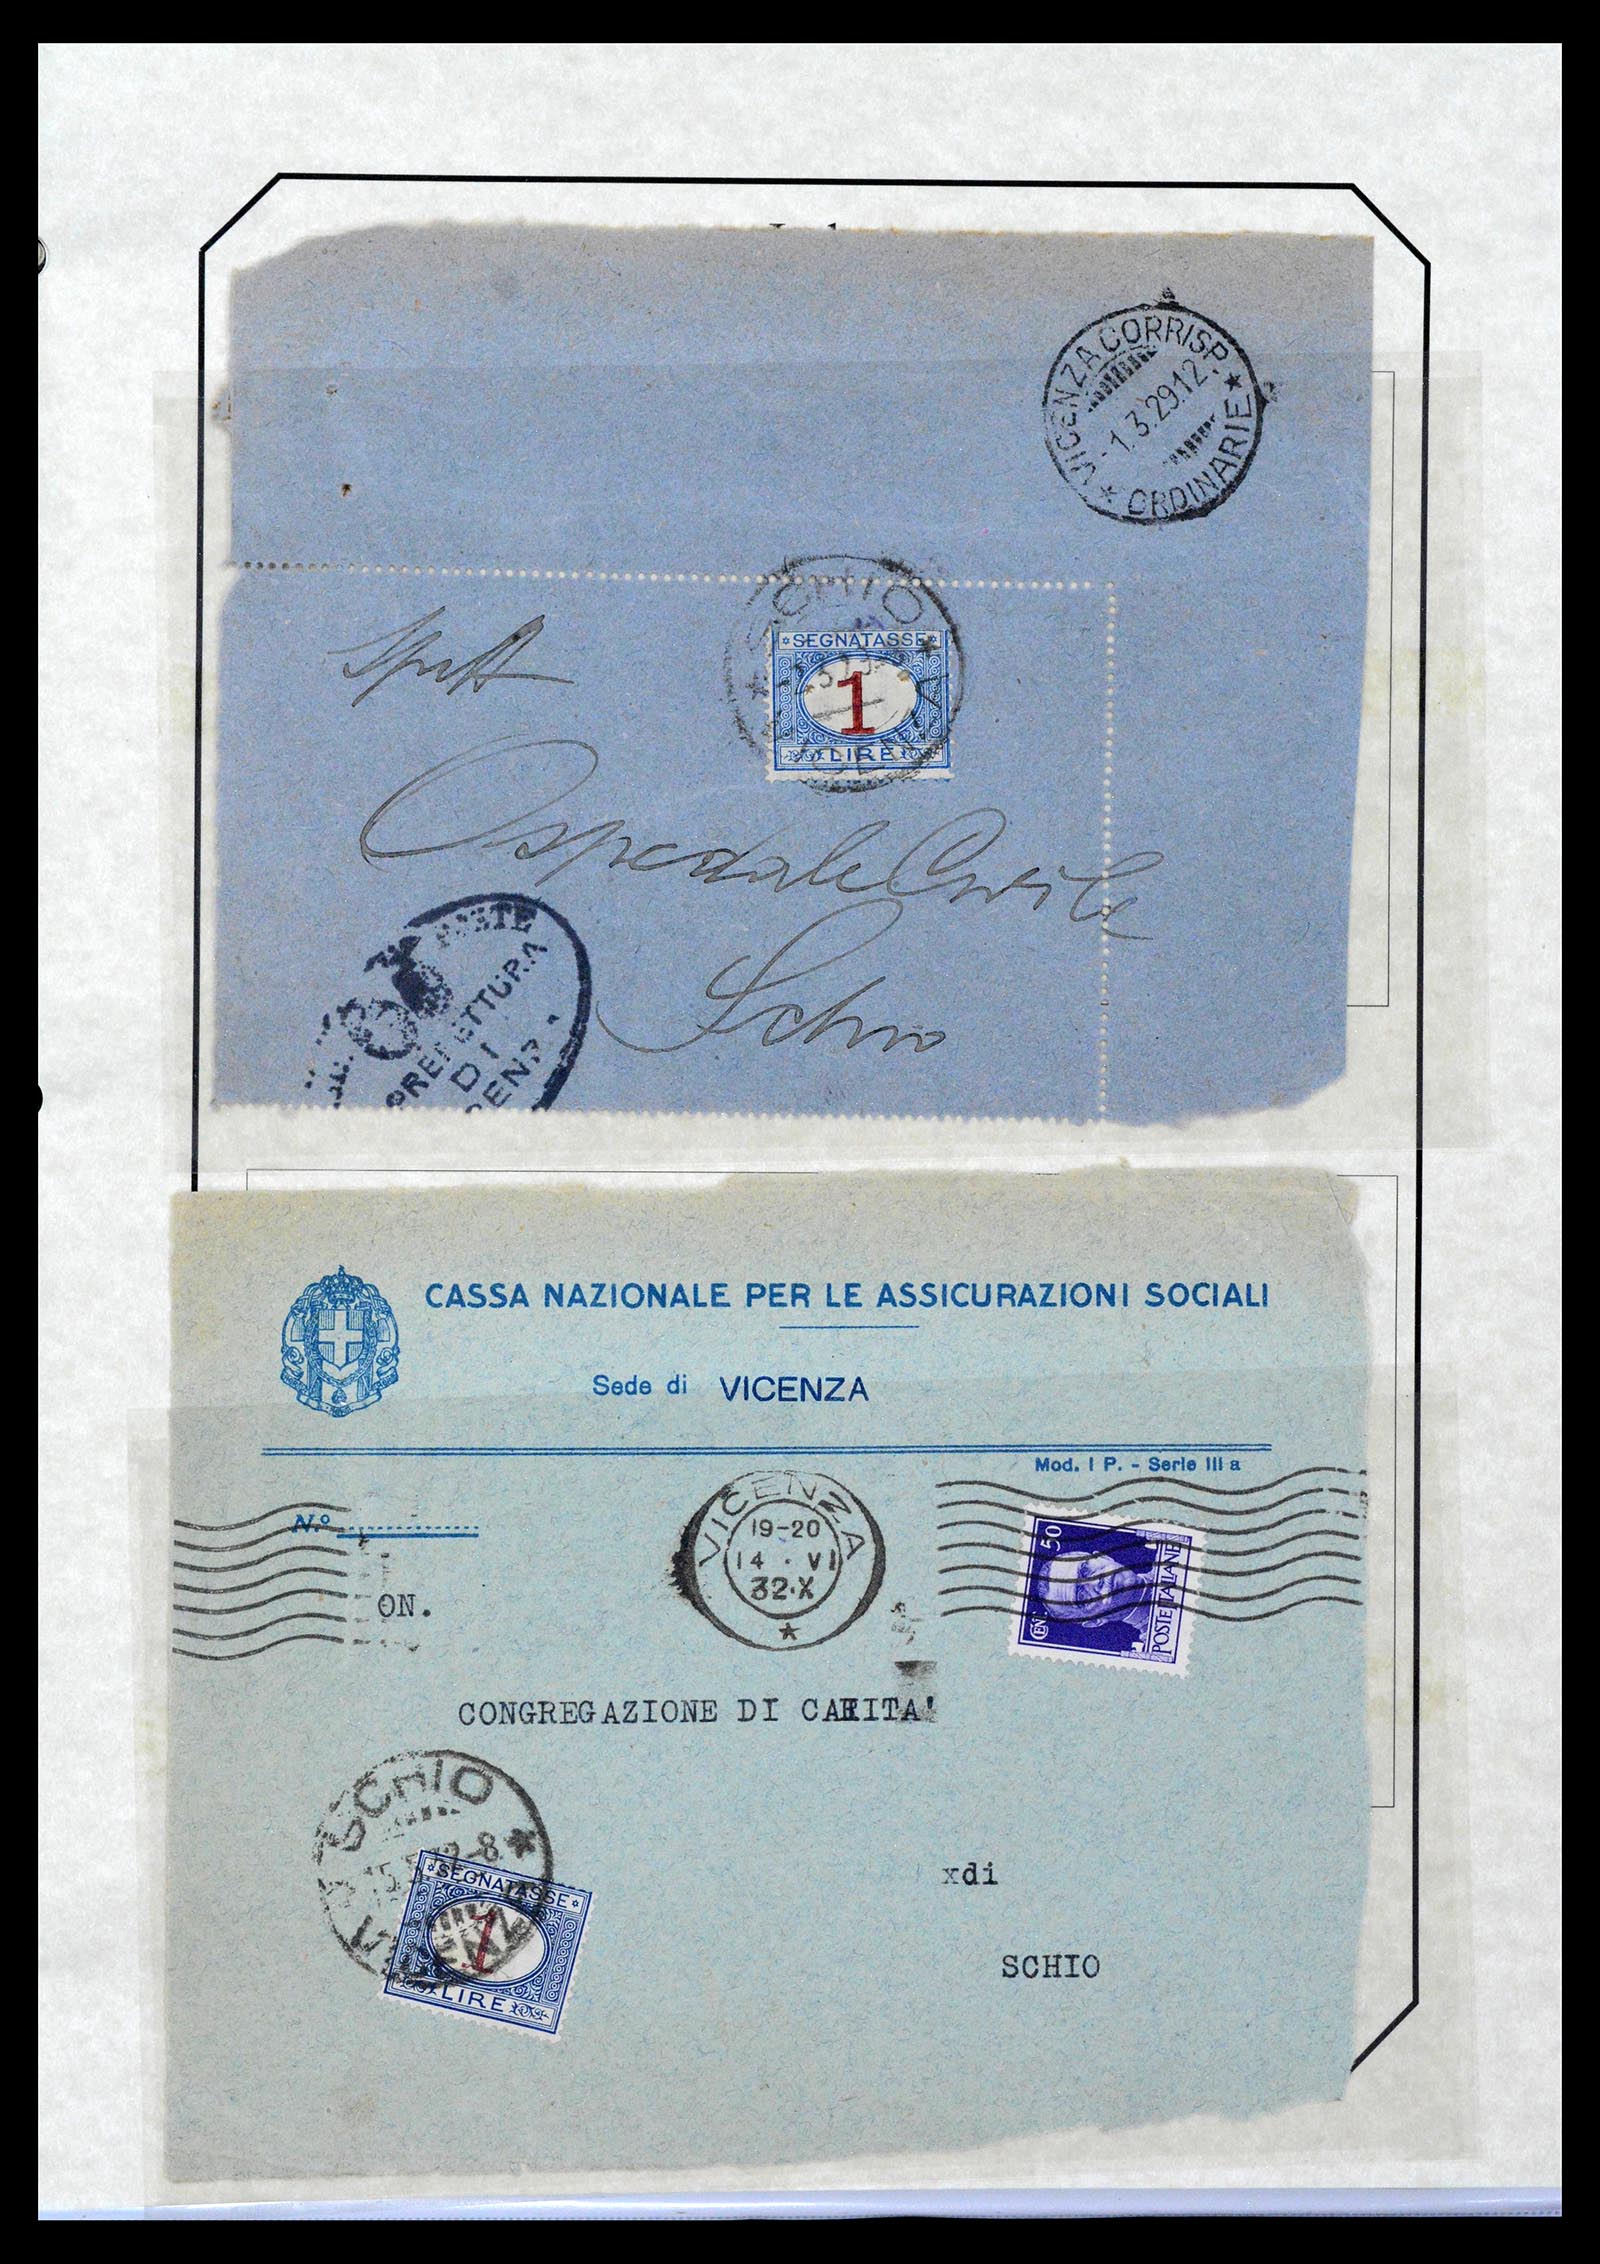 VICENZA CORRISP.
-1.3.29.12
* ORDINARIE *
SCHIO
*SEGNATASSE*
1
LIRE
Spett
Ospedale Civile
Schio
PREFETTURA
DI
CASSA NAZIONALE PER LE ASSICURAZIONI SOCIALI
Sede di VICENZA
Mod. I P. - Serie III a
N.º
VICENZA
19-20
14 · VI
32·X
*
CENT. 50
POSTE ITALIANE
ON.
CONGREGAZIONE DI CARITA'
SCHIO
*SEGNATASSE*
1
LIRE
xdi
SCHIO